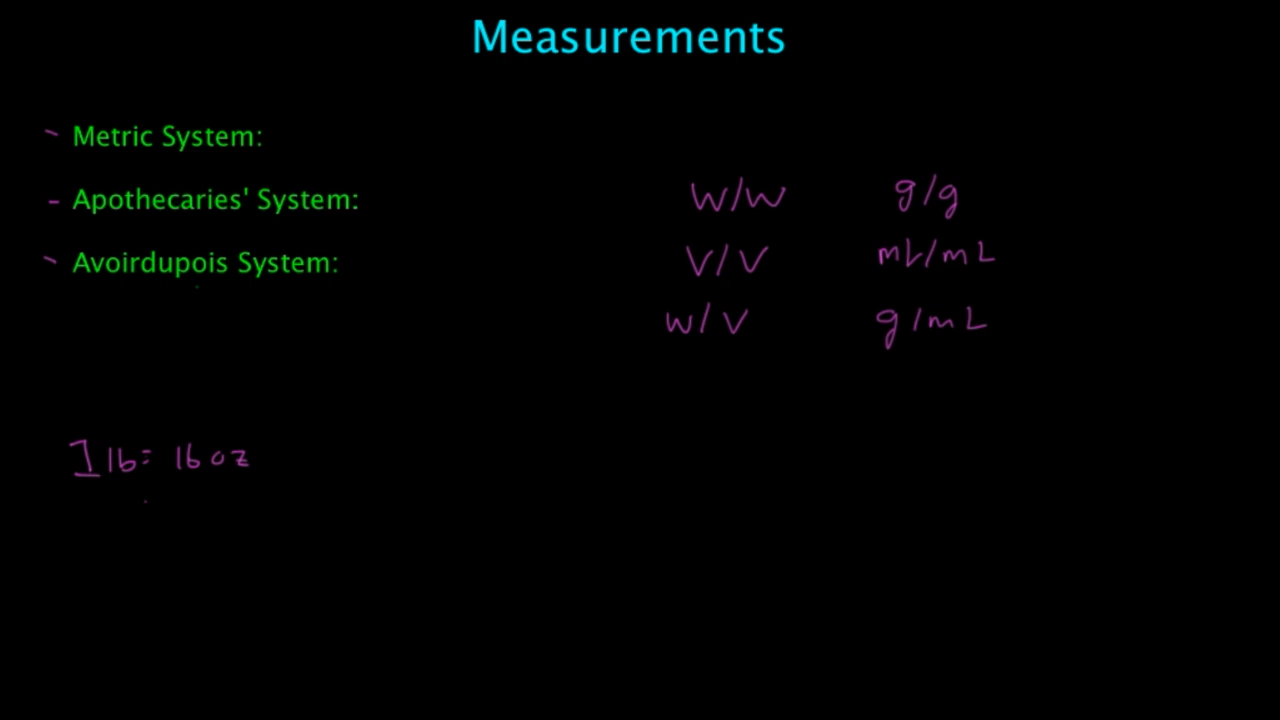 Measurements
- Metric System:
- Apothecaries' System:
- Avoirdupois System:
W/W g/g
V/V mL/mL
W/V g/mL
1 lb = 16 oz